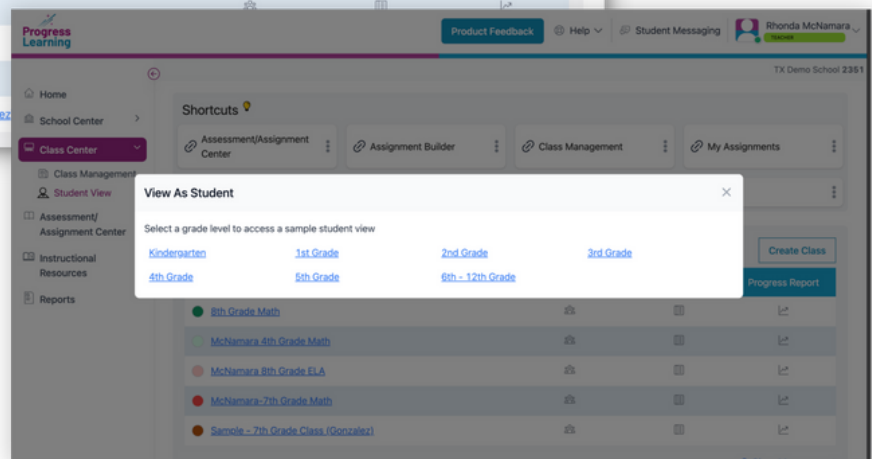 Progress
Learning
Product Feedback
Help
Student Messaging
Rhonda McNamara
TEACHER
TX Demo School 2351
Home
School Center
Class Center
Class Management
Student View
Assessment/
Assignment Center
Instructional
Resources
Reports
Shortcuts
Assessment/Assignment
Center
Assignment Builder
Class Management
My Assignments
View As Student
Select a grade level to access a sample student view
Kindergarten
1st Grade
2nd Grade
3rd Grade
4th Grade
5th Grade
6th - 12th Grade
Create Class
Progress Report
8th Grade Math
McNamara 4th Grade Math
McNamara 8th Grade ELA
McNamara-7th Grade Math
Sample - 7th Grade Class (Gonzalez)